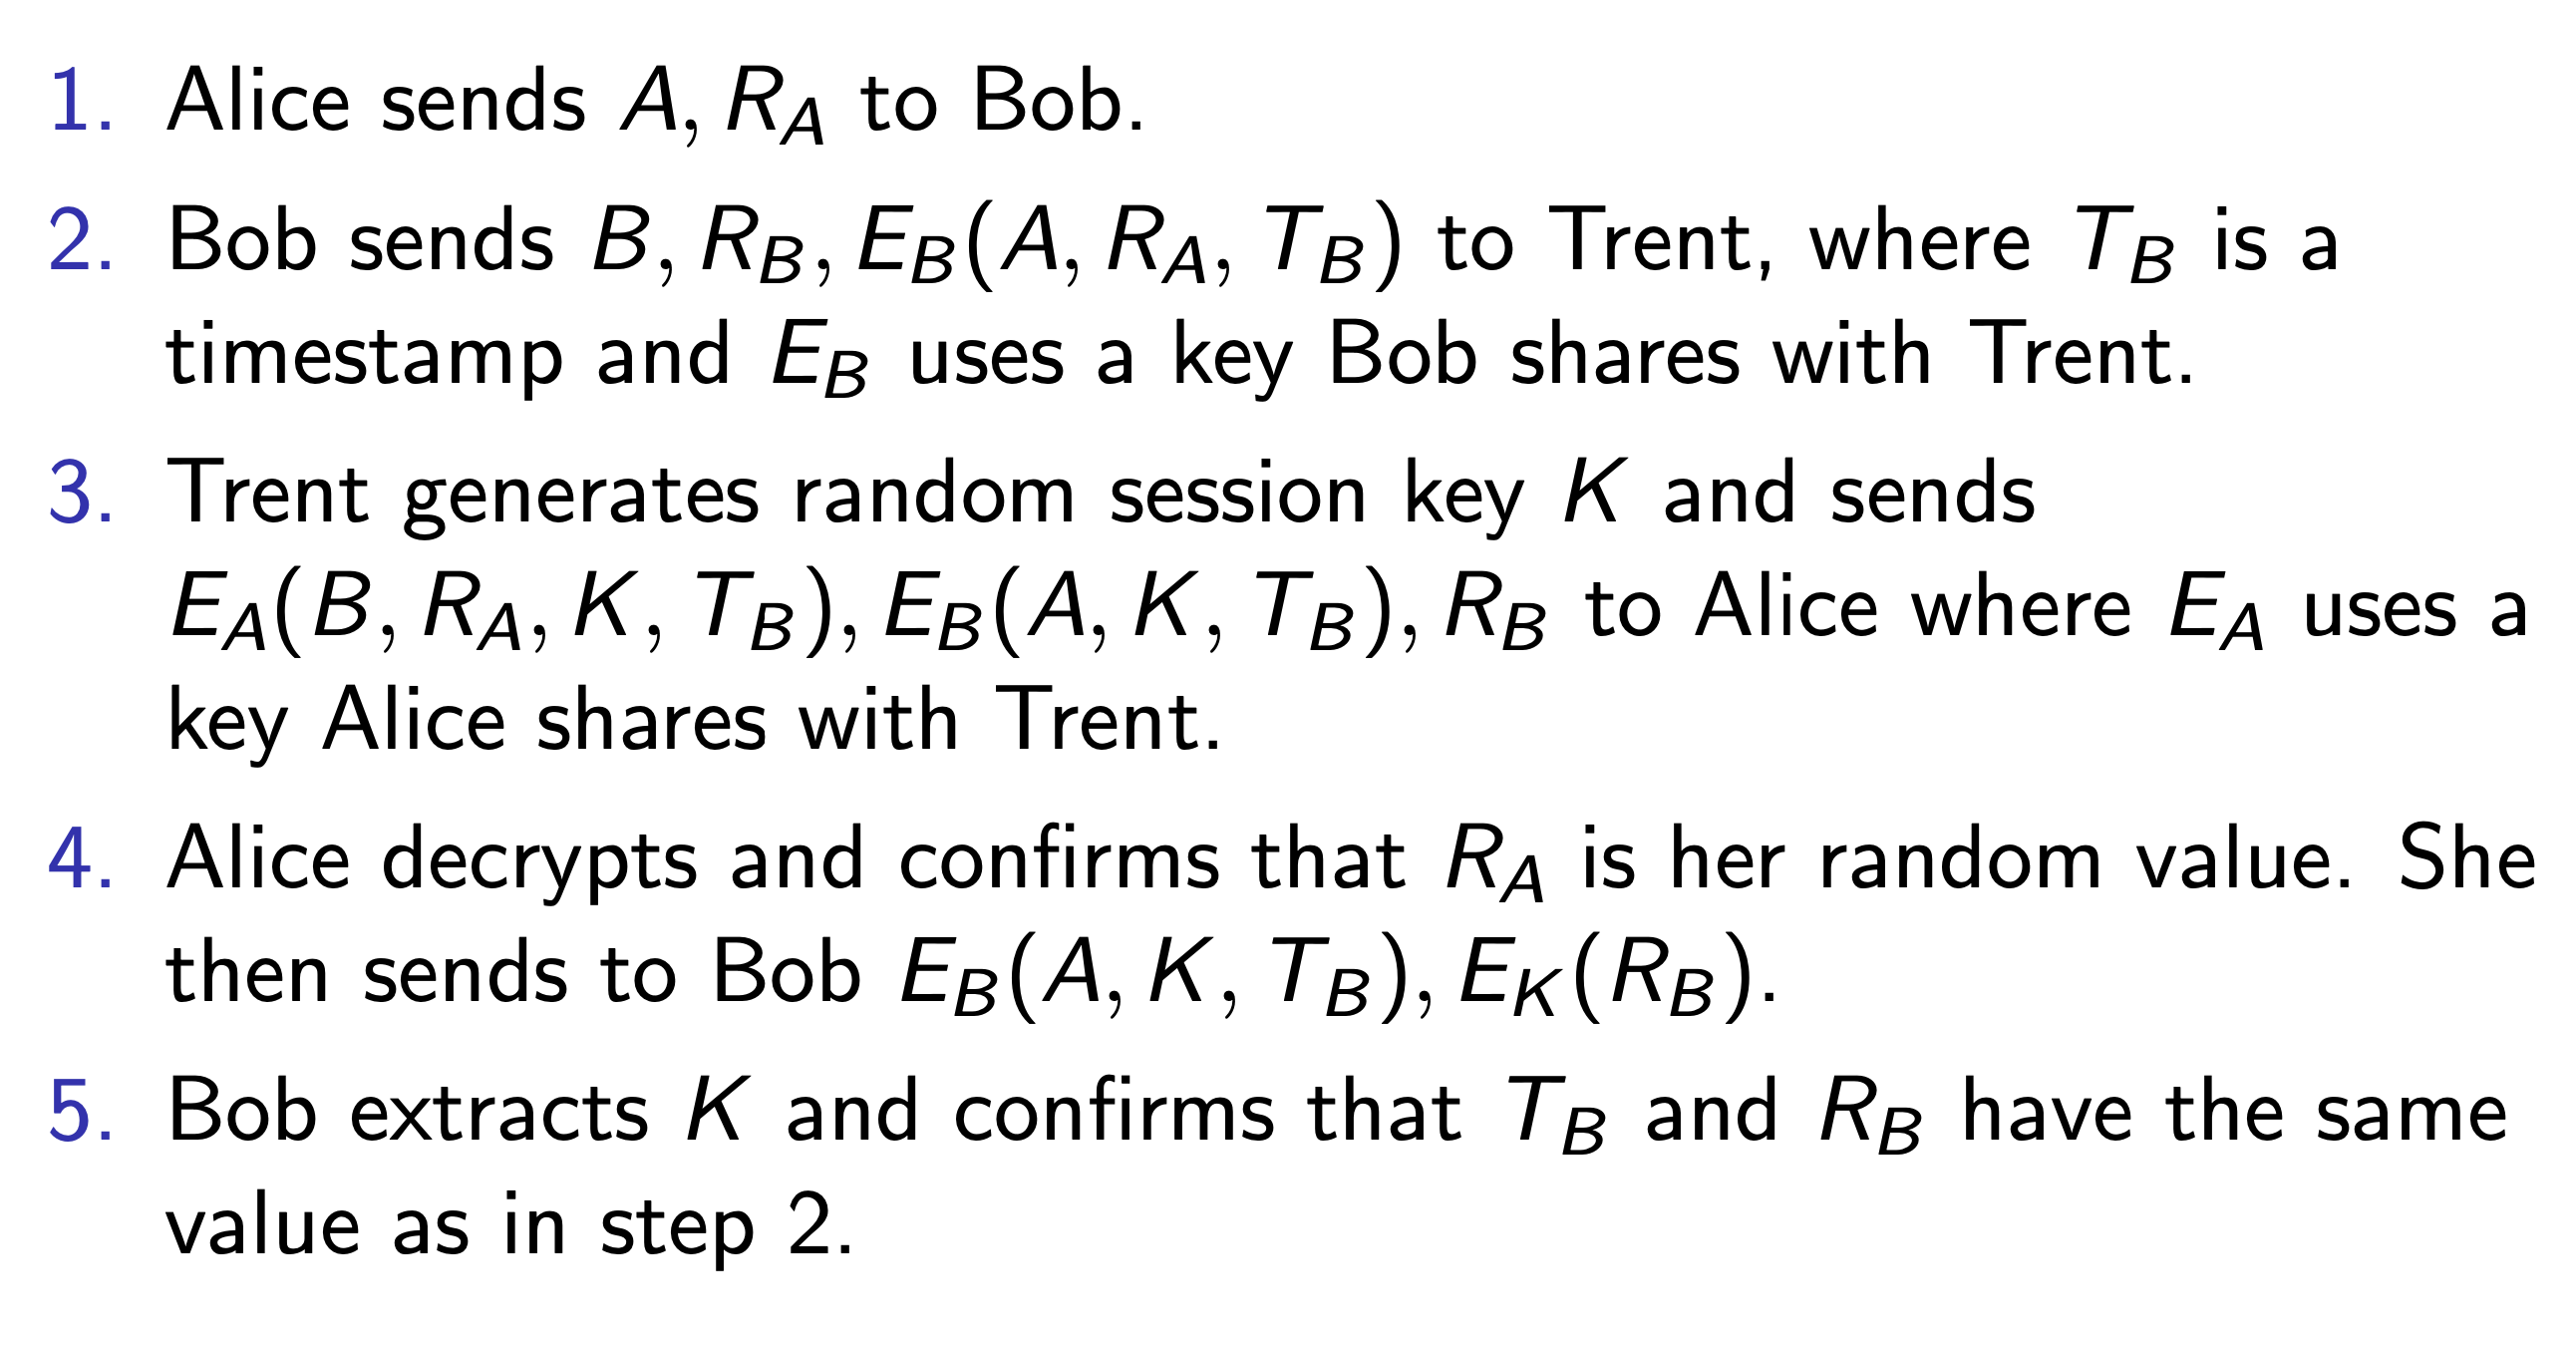 1. Alice sends A, R_A to Bob.
2. Bob sends B, R_B, E_B(A, R_A, T_B) to Trent, where T_B is a
timestamp and E_B uses a key Bob shares with Trent.
3. Trent generates random session key K and sends
E_A(B, R_A, K, T_B), E_B(A, K, T_B), R_B to Alice where E_A uses a
key Alice shares with Trent.
4. Alice decrypts and confirms that R_A is her random value. She
then sends to Bob E_B(A, K, T_B), E_K(R_B).
5. Bob extracts K and confirms that T_B and R_B have the same
value as in step 2.